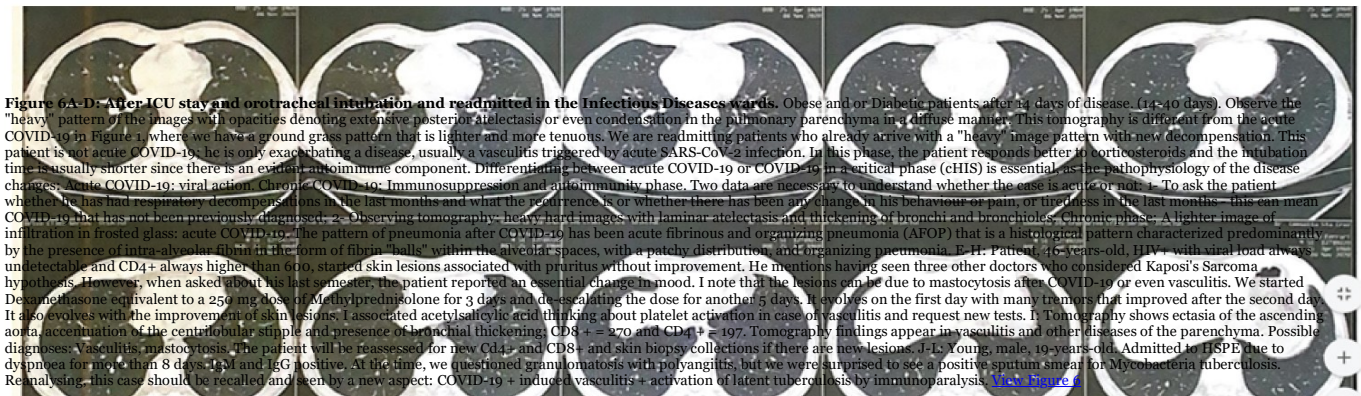 Figure 6A-D: After ICU stay and orotracheal intubation and readmitted in the Infectious Diseases wards. Obese and or Diabetic patients after 14 days of disease. (14-40 days). Observe the
"heavy" pattern of the images with opacities denoting extensive posterior atelectasis or even condensation in the pulmonary parenchyma in a diffuse manner. This tomography is different from the acute
COVID-19 in Figure 1, where we have a ground grass pattern that is lighter and more tenuous. We are readmitting patients who already arrive with a "heavy" image pattern with new decompensation. This
patient is not acute COVID-19; he is only exacerbating a disease, usually a vasculitis triggered by acute SARS-CoV-2 infection. In this phase, the patient responds better to corticosteroids and the intubation
time is usually shorter since there is an evident autoimmune component. Differentiating between acute COVID-19 or COVID-19 in a critical phase (cHIS) is essential, as the pathophysiology of the disease
changes: Acute COVID-19: viral action. Chronic COVID-19: Immunosuppression and autoimmunity phase. Two data are necessary to understand whether the case is acute or not: 1- To ask the patient
whether he has had respiratory decompensations in the last months and what the recurrence is or whether there has been any change in his behaviour or pain, or tiredness in the last months - this can mean
COVID-19 that has not been previously diagnosed; 2- Observing tomography: heavy hard images with laminar atelectasis and thickening of bronchi and bronchioles. Chronic phase; A lighter image of
infiltration in frosted glass: acute COVID-19. The pattern of pneumonia after COVID-19 has been acute fibrinous and organizing pneumonia (AFOP) that is a histological pattern characterized predominantly
by the presence of intra-alveolar fibrin in the form of fibrin "balls" within the alveolar spaces, with a patchy distribution, and organizing pneumonia. E-H: Patient, 46-years-old, HIV+ with viral load always
undetectable and CD4+ always higher than 600, started skin lesions associated with pruritus without improvement. He mentions having seen three other doctors who considered Kaposi's Sarcoma
hypothesis. However, when asked about his last semester, the patient reported an essential change in mood. I note that the lesions can be due to mastocytosis after COVID-19 or even vasculitis. We started
Dexamethasone equivalent to a 250 mg dose of Methylprednisolone for 3 days and de-escalating the dose for another 5 days. It evolves on the first day with many tremors that improved after the second day.
It also evolves with the improvement of skin lesions. I associated acetylsalicylic acid thinking about platelet activation in case of vasculitis and request new tests. I: Tomography shows ectasia of the ascending
aorta, accentuation of the centrilobular stipple and presence of bronchial thickening; CD8 + = 270 and CD4+ = 197. Tomography findings appear in vasculitis and other diseases of the parenchyma. Possible
diagnoses: Vasculitis, mastocytosis. The patient will be reassessed for new Cd4+ and CD8+ and skin biopsy collections if there are new lesions. J-L: Young, male, 19-years-old. Admitted to HSPE due to
dyspnoea for more than 8 days. IgM and IgG positive. At the time, we questioned granulomatosis with polyangiitis, but we were surprised to see a positive sputum smear for Mycobacteria tuberculosis.
Reanalysing, this case should be recalled and seen by a new aspect: COVID-19 + induced vasculitis + activation of latent tuberculosis by immunoparalysis. View Figure 6